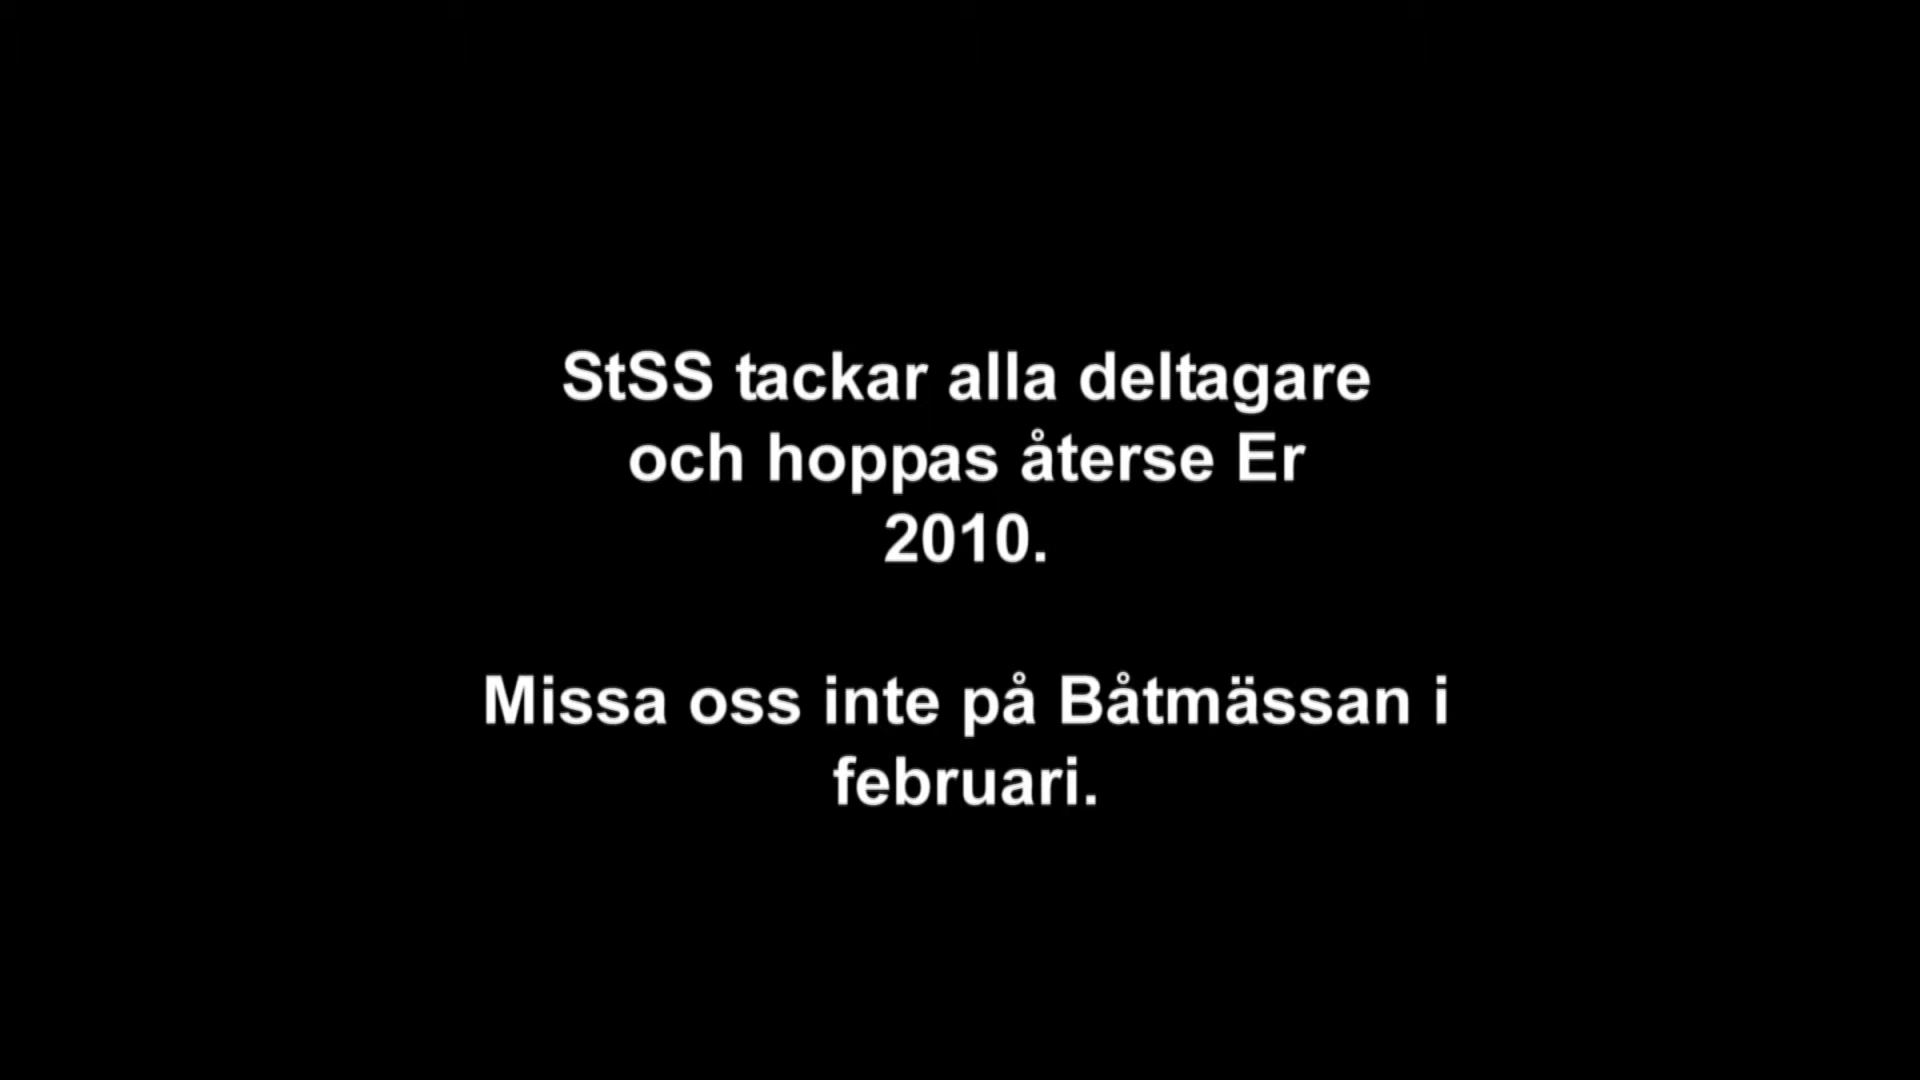 StSS tackar alla deltagare
och hoppas återse Er
2010.
Missa oss inte på Båtmässan i
februari.